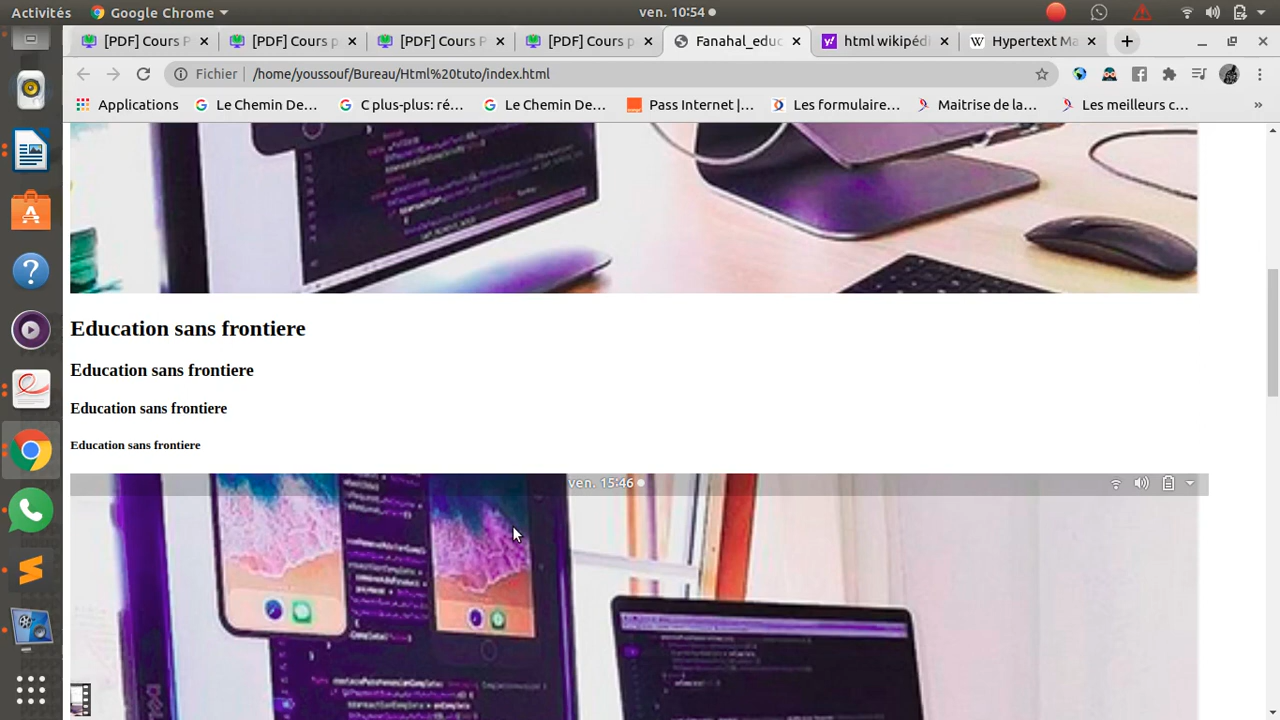 Activités Google Chrome ven. 10:54
[PDF] Cours P [PDF] Cours p [PDF] Cours P [PDF] Cours p Fanahal_educ html wikipéd Hypertext Ma
Fichier /home/youssouf/Bureau/Html%20tuto/index.html
Applications Le Chemin De... C plus-plus: ré... Le Chemin De... Pass Internet |... Les formulaire... Maitrise de la... Les meilleurs c... »
Education sans frontiere
Education sans frontiere
Education sans frontiere
Education sans frontiere
ven. 15:46